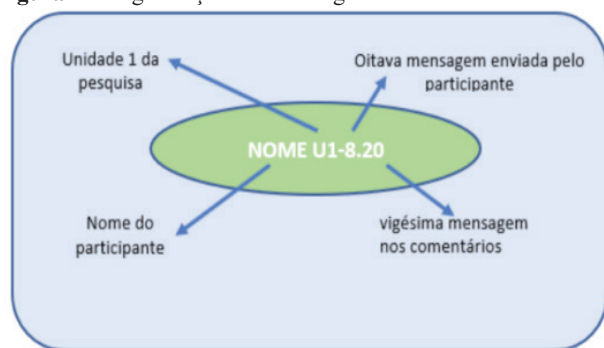 Unidade 1 da
pesquisa
Oitava mensagem enviada pelo
participante
NOME U1-8.20
Nome do
participante
vigésima mensagem
nos comentários